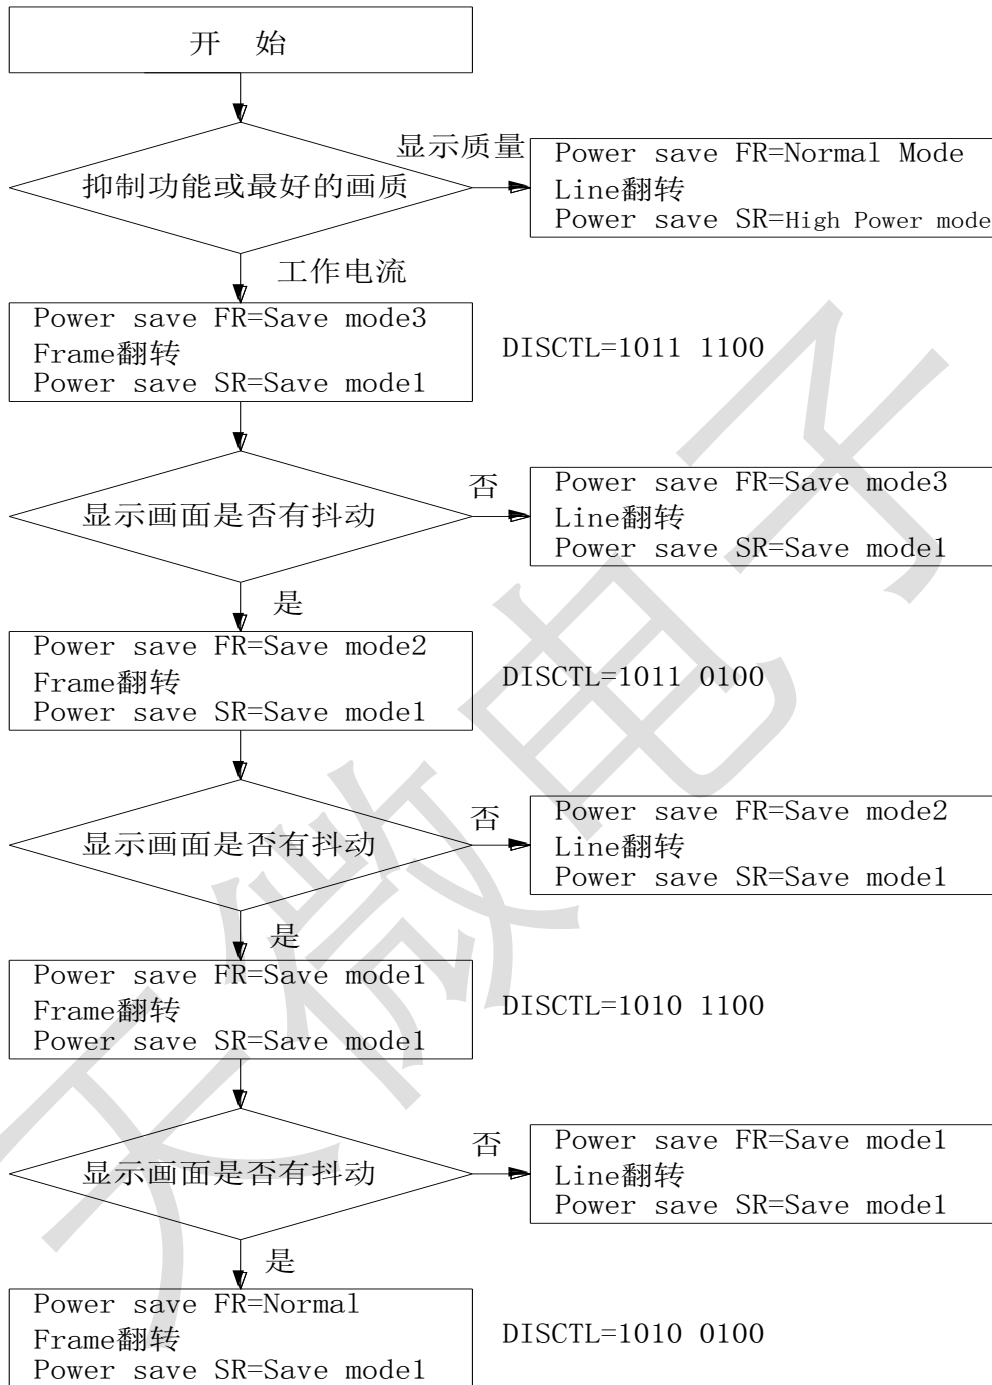 开 始
显示质量
抑制功能或最好的画质
Power save FR=Normal Mode
Line翻转
Power save SR=High Power mode
工作电流
Power save FR=Save mode3
Frame翻转
Power save SR=Save mode1
DISCTL=1011 1100
显示画面是否有抖动
否
Power save FR=Save mode3
Line翻转
Power save SR=Save mode1
是
Power save FR=Save mode2
Frame翻转
Power save SR=Save mode1
DISCTL=1011 0100
显示画面是否有抖动
否
Power save FR=Save mode2
Line翻转
Power save SR=Save mode1
是
Power save FR=Save mode1
Frame翻转
Power save SR=Save mode1
DISCTL=1010 1100
显示画面是否有抖动
否
Power save FR=Save mode1
Line翻转
Power save SR=Save mode1
是
Power save FR=Normal
Frame翻转
Power save SR=Save mode1
DISCTL=1010 0100
天微电子